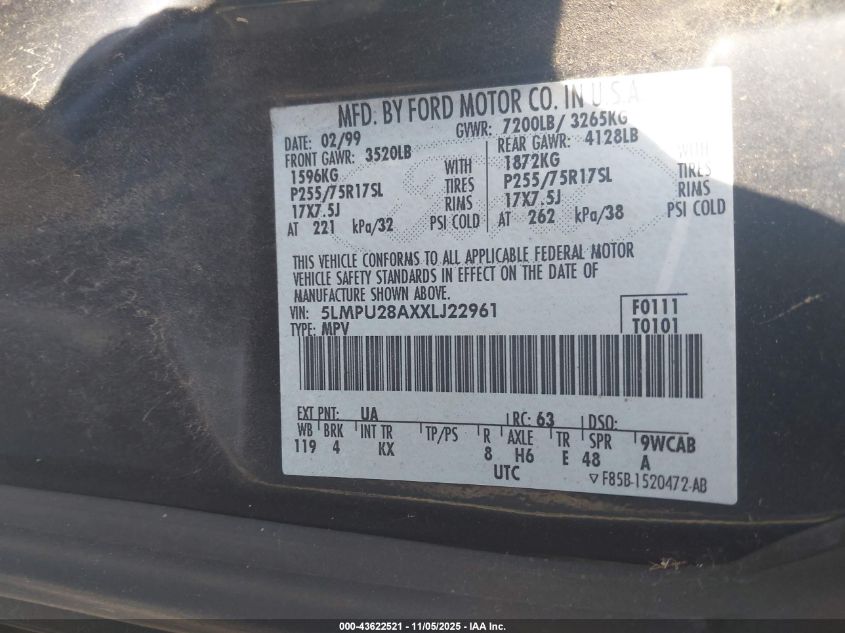 MFD. BY FORD MOTOR CO. IN U.S.A.
DATE: 02/99 GVWR: 7200LB/ 3265KG
FRONT GAWR: 3520LB REAR GAWR: 4128LB
1596KG WITH 1872KG WITH
P255/75R17SL TIRES P255/75R17SL TIRES
17X7.5J RIMS 17X7.5J RIMS
AT 221 kPa/32 PSI COLD AT 262 kPa/38 PSI COLD
THIS VEHICLE CONFORMS TO ALL APPLICABLE FEDERAL MOTOR
VEHICLE SAFETY STANDARDS IN EFFECT ON THE DATE OF
MANUFACTURE SHOWN ABOVE.
VIN: 5LMPU28AXXLJ22961 F0111
TYPE: MPV T0101
EXT PNT: UA RC: 63 DSO:
WB BRK INT TR TP/PS R AXLE TR SPR 9WCAB
119 4 KX 8 H6 E 48 A
UTC ▽ F85B-1520472-AB
000-43622521 - 11/05/2025 - IAA Inc.